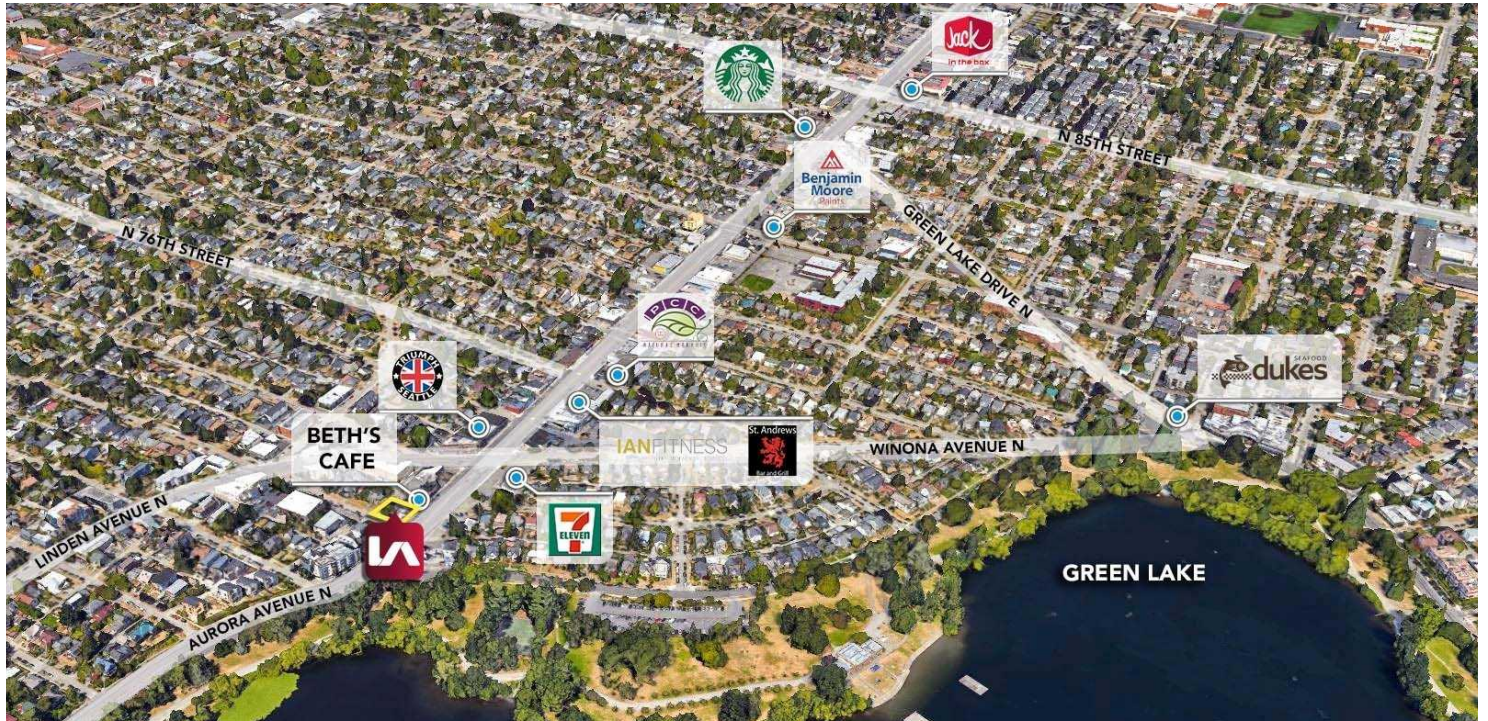 Jack
in the box
N 85TH STREET
Benjamin
Moore
Paints
GREEN LAKE DRIVE N
N 76TH STREET
PCC
TRIUMPH
SEATTLE
SEAFOOD
dukes
BETH'S
CAFE
IANFITNESS
St. Andrews
Bar and Grill
WINONA AVENUE N
LINDEN AVENUE N
7
ELEVEN
GREEN LAKE
AURORA AVENUE N